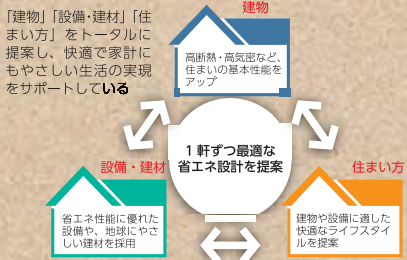 「建物」「設備・建材」「住
まい方」をトータルに
提案し、快適で家計に
もやさしい生活の実現
をサポートしている
建物
高断熱・高気密など、
住まいの基本性能を
アップ
1軒ずつ最適な
省エネ設計を提案
設備・建材
省エネ性能に優れた
設備や、地球にやさ
しい建材を採用
住まい方
建物や設備に適した
快適なライフスタイ
ルを提案